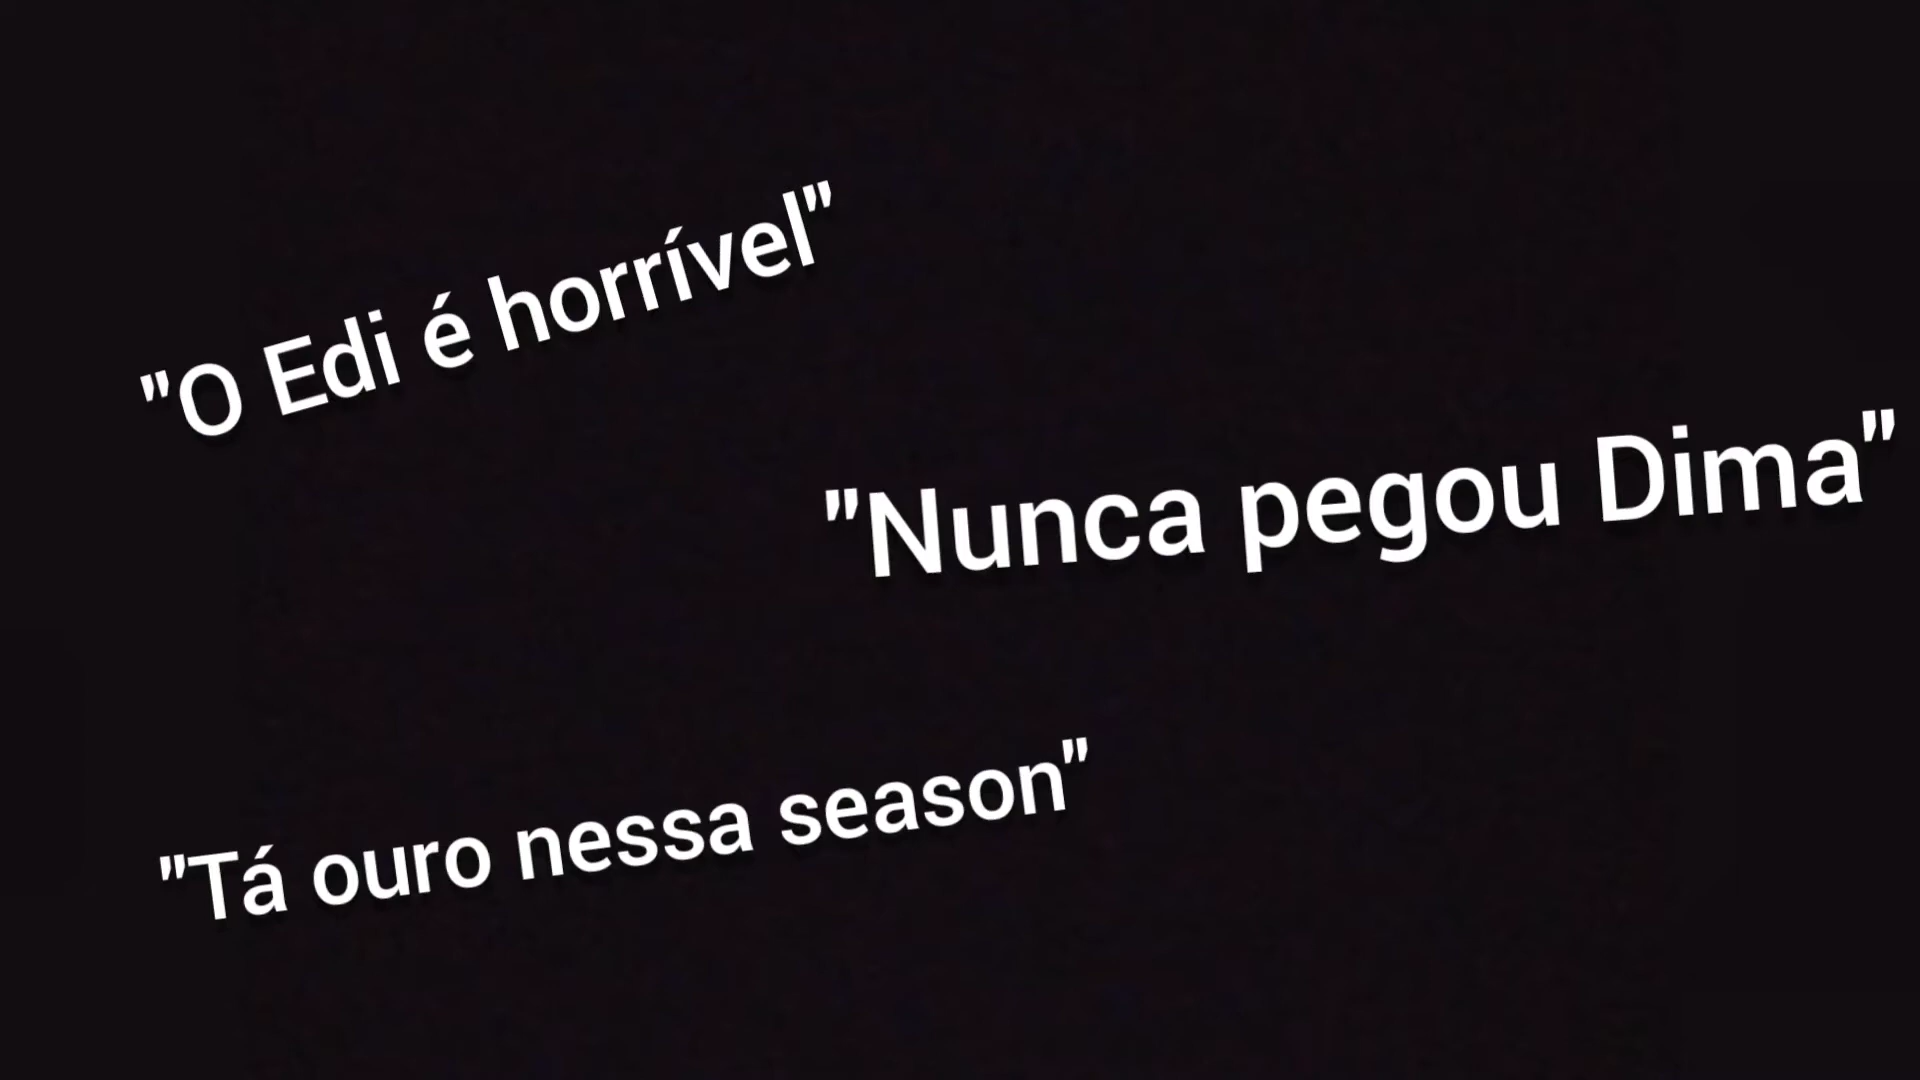 "O Edi é horrível"
"Nunca pegou Dima"
"Tá ouro nessa season"